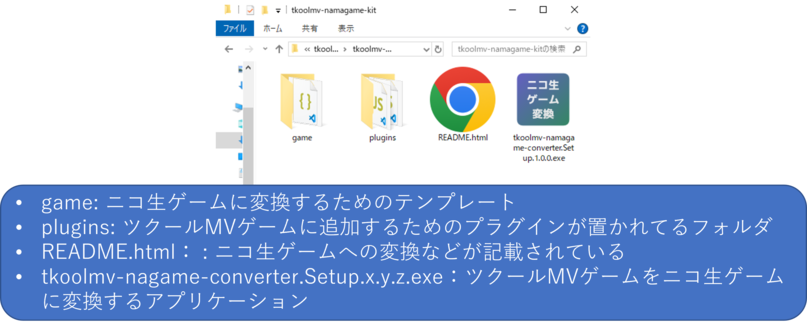 tkoolmv-namagame-kit
ファイル ホーム 共有 表示
« tkool... › tkoolmv-... tkoolmv-namagame-kitの検索
ニコ生
ゲーム
変換
game plugins README.html tkoolmv-namaga
me-converter.Set
up.1.0.0.exe
• game: ニコ生ゲームに変換するためのテンプレート
• plugins: ツクールMVゲームに追加するためのプラグインが置かれてるフォルダ
• README.html：: ニコ生ゲームへの変換などが記載されている
• tkoolmv-nagame-converter.Setup.x.y.z.exe：ツクールMVゲームをニコ生ゲーム
に変換するアプリケーション